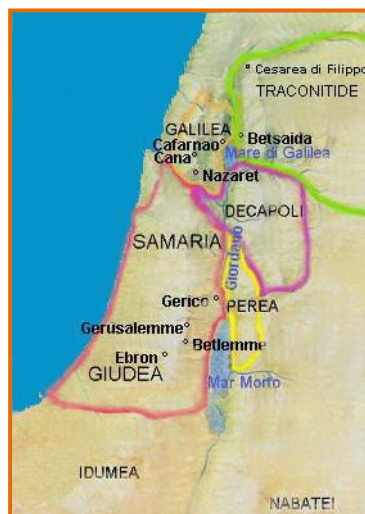 Cesarea di Filippo
TRACONITIDE
GALILEA
Betsaida
Cafarnao
Mare di Galilea
Cana
Nazaret
DECAPOLI
SAMARIA
Giordano
Gerico
PEREA
Gerusalemme
Betlemme
Ebron
GIUDEA
Mar Morto
IDUMEA
NABATEI